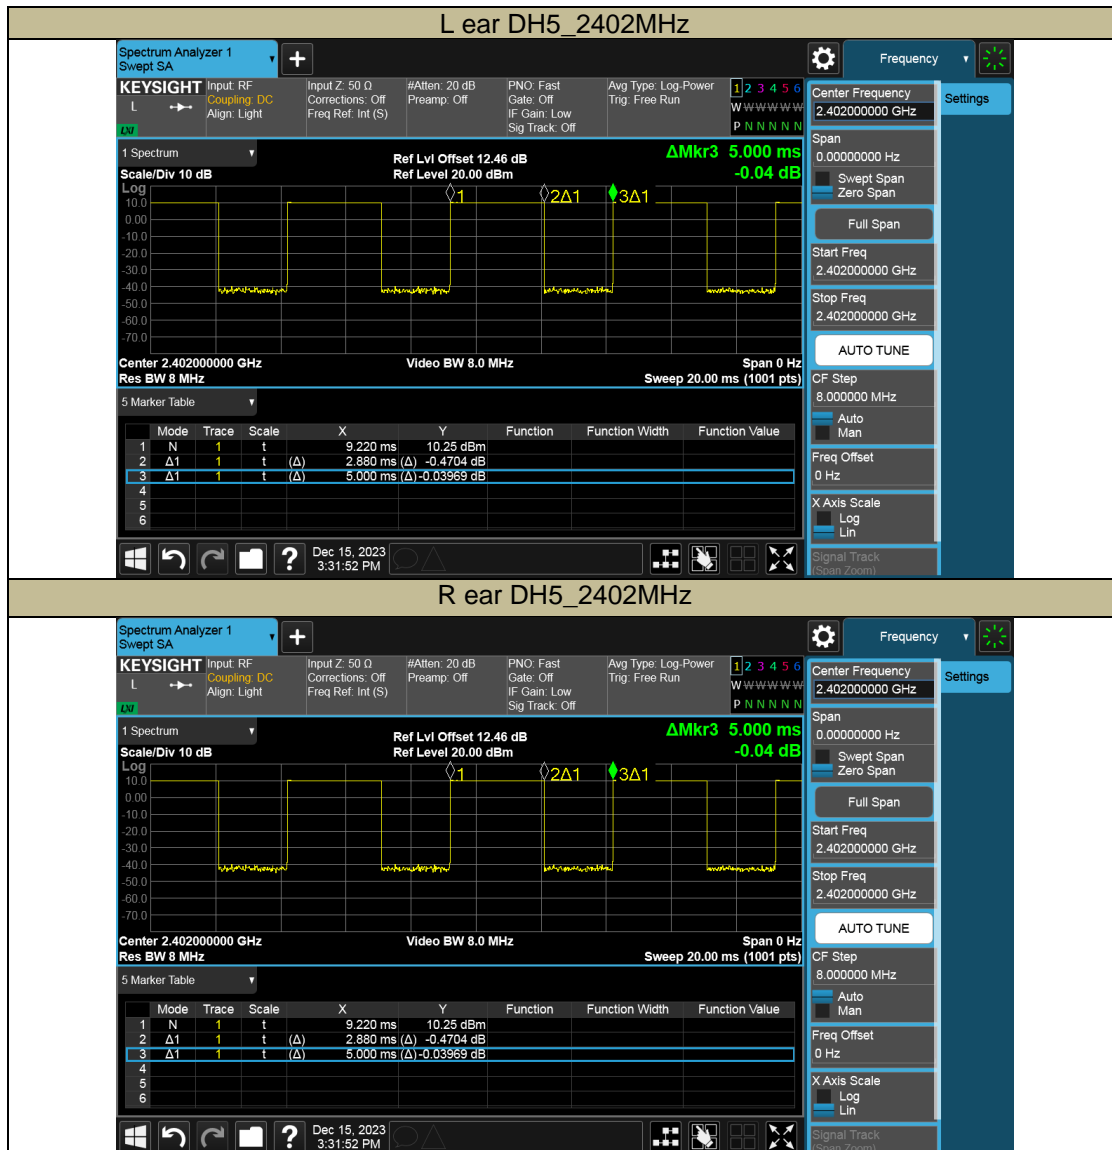 L ear DH5_2402MHz
Spectrum Analyzer 1
Swept SA
Frequency
KEYSIGHT Input: RF Input Z: 50 Ω #Atten: 20 dB PNO: Fast Avg Type: Log-Power 1 2 3 4 5 6
L Coupling: DC Corrections: Off Preamp: Off Gate: Off Trig: Free Run W W W W W W
Align: Light Freq Ref: Int (S) IF Gain: Low
LXI Sig Track: Off P N N N N N
Center Frequency
2.402000000 GHz
Settings
Span
0.00000000 Hz
Swept Span
Zero Span
Full Span
Start Freq
2.402000000 GHz
Stop Freq
2.402000000 GHz
AUTO TUNE
CF Step
8.000000 MHz
Auto
Man
Freq Offset
0 Hz
X Axis Scale
Log
Lin
Signal Track
(Span Zoom)
1 Spectrum
Ref Lvl Offset 12.46 dB
ΔMkr3 5.000 ms
Scale/Div 10 dB
Ref Level 20.00 dBm
-0.04 dB
Log
1 2Δ1 3Δ1
10.0
0.00
-10.0
-20.0
-30.0
-40.0
-50.0
-60.0
-70.0
Center 2.402000000 GHz Video BW 8.0 MHz Span 0 Hz
Res BW 8 MHz Sweep 20.00 ms (1001 pts)
5 Marker Table
Mode Trace Scale X Y Function Function Width Function Value
1 N 1 t 9.220 ms 10.25 dBm
2 Δ1 1 t (Δ) 2.880 ms (Δ) -0.4704 dB
3 Δ1 1 t (Δ) 5.000 ms (Δ) -0.03969 dB
4
5
6
? Dec 15, 2023
3:31:52 PM
R ear DH5_2402MHz
Spectrum Analyzer 1
Swept SA
Frequency
KEYSIGHT Input: RF Input Z: 50 Ω #Atten: 20 dB PNO: Fast Avg Type: Log-Power 1 2 3 4 5 6
L Coupling: DC Corrections: Off Preamp: Off Gate: Off Trig: Free Run W W W W W W
Align: Light Freq Ref: Int (S) IF Gain: Low
LXI Sig Track: Off P N N N N N
Center Frequency
2.402000000 GHz
Settings
Span
0.00000000 Hz
Swept Span
Zero Span
Full Span
Start Freq
2.402000000 GHz
Stop Freq
2.402000000 GHz
AUTO TUNE
CF Step
8.000000 MHz
Auto
Man
Freq Offset
0 Hz
X Axis Scale
Log
Lin
Signal Track
(Span Zoom)
1 Spectrum
Ref Lvl Offset 12.46 dB
ΔMkr3 5.000 ms
Scale/Div 10 dB
Ref Level 20.00 dBm
-0.04 dB
Log
1 2Δ1 3Δ1
10.0
0.00
-10.0
-20.0
-30.0
-40.0
-50.0
-60.0
-70.0
Center 2.402000000 GHz Video BW 8.0 MHz Span 0 Hz
Res BW 8 MHz Sweep 20.00 ms (1001 pts)
5 Marker Table
Mode Trace Scale X Y Function Function Width Function Value
1 N 1 t 9.220 ms 10.25 dBm
2 Δ1 1 t (Δ) 2.880 ms (Δ) -0.4704 dB
3 Δ1 1 t (Δ) 5.000 ms (Δ) -0.03969 dB
4
5
6
? Dec 15, 2023
3:31:52 PM